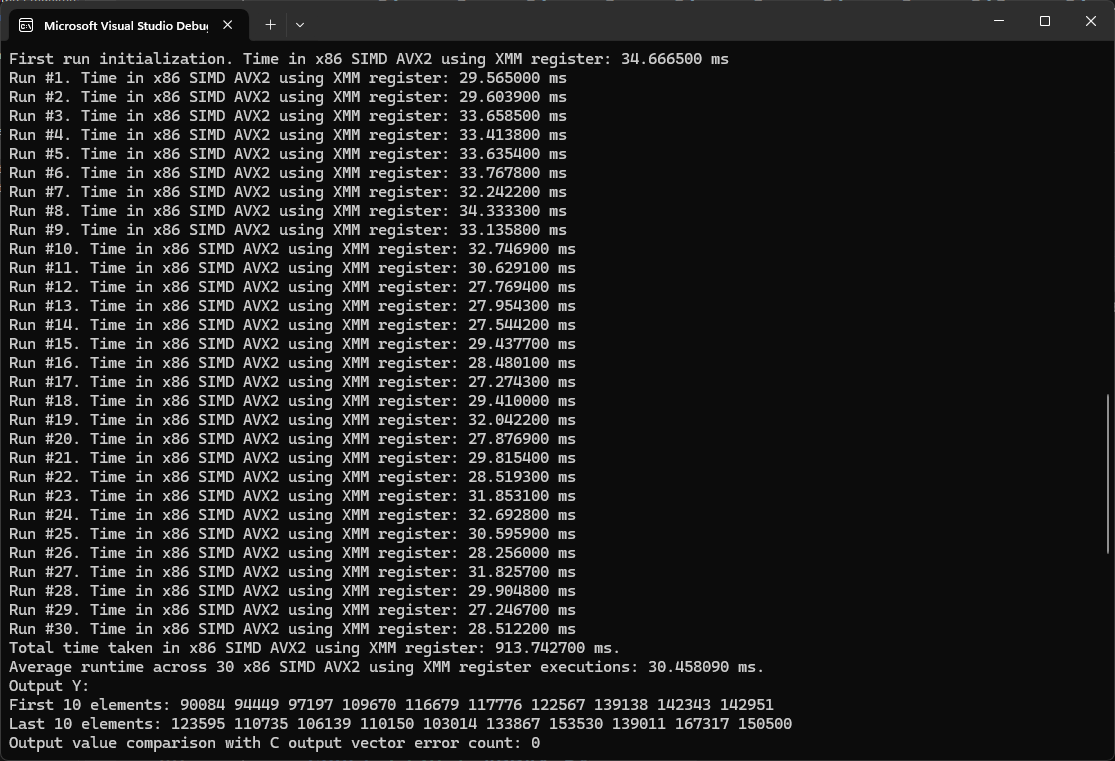 Microsoft Visual Studio Debug
First run initialization. Time in x86 SIMD AVX2 using XMM register: 34.666500 ms
Run #1. Time in x86 SIMD AVX2 using XMM register: 29.565000 ms
Run #2. Time in x86 SIMD AVX2 using XMM register: 29.603900 ms
Run #3. Time in x86 SIMD AVX2 using XMM register: 33.658500 ms
Run #4. Time in x86 SIMD AVX2 using XMM register: 33.413800 ms
Run #5. Time in x86 SIMD AVX2 using XMM register: 33.635400 ms
Run #6. Time in x86 SIMD AVX2 using XMM register: 33.767800 ms
Run #7. Time in x86 SIMD AVX2 using XMM register: 32.242200 ms
Run #8. Time in x86 SIMD AVX2 using XMM register: 34.333300 ms
Run #9. Time in x86 SIMD AVX2 using XMM register: 33.135800 ms
Run #10. Time in x86 SIMD AVX2 using XMM register: 32.746900 ms
Run #11. Time in x86 SIMD AVX2 using XMM register: 30.629100 ms
Run #12. Time in x86 SIMD AVX2 using XMM register: 27.769400 ms
Run #13. Time in x86 SIMD AVX2 using XMM register: 27.954300 ms
Run #14. Time in x86 SIMD AVX2 using XMM register: 27.544200 ms
Run #15. Time in x86 SIMD AVX2 using XMM register: 29.437700 ms
Run #16. Time in x86 SIMD AVX2 using XMM register: 28.480100 ms
Run #17. Time in x86 SIMD AVX2 using XMM register: 27.274300 ms
Run #18. Time in x86 SIMD AVX2 using XMM register: 29.410000 ms
Run #19. Time in x86 SIMD AVX2 using XMM register: 32.042200 ms
Run #20. Time in x86 SIMD AVX2 using XMM register: 27.876900 ms
Run #21. Time in x86 SIMD AVX2 using XMM register: 29.815400 ms
Run #22. Time in x86 SIMD AVX2 using XMM register: 28.519300 ms
Run #23. Time in x86 SIMD AVX2 using XMM register: 31.853100 ms
Run #24. Time in x86 SIMD AVX2 using XMM register: 32.692800 ms
Run #25. Time in x86 SIMD AVX2 using XMM register: 30.595900 ms
Run #26. Time in x86 SIMD AVX2 using XMM register: 28.256000 ms
Run #27. Time in x86 SIMD AVX2 using XMM register: 31.825700 ms
Run #28. Time in x86 SIMD AVX2 using XMM register: 29.904800 ms
Run #29. Time in x86 SIMD AVX2 using XMM register: 27.246700 ms
Run #30. Time in x86 SIMD AVX2 using XMM register: 28.512200 ms
Total time taken in x86 SIMD AVX2 using XMM register: 913.742700 ms.
Average runtime across 30 x86 SIMD AVX2 using XMM register executions: 30.458090 ms.
Output Y:
First 10 elements: 90084 94449 97197 109670 116679 117776 122567 139138 142343 142951
Last 10 elements: 123595 110735 106139 110150 103014 133867 153530 139011 167317 150500
Output value comparison with C output vector error count: 0